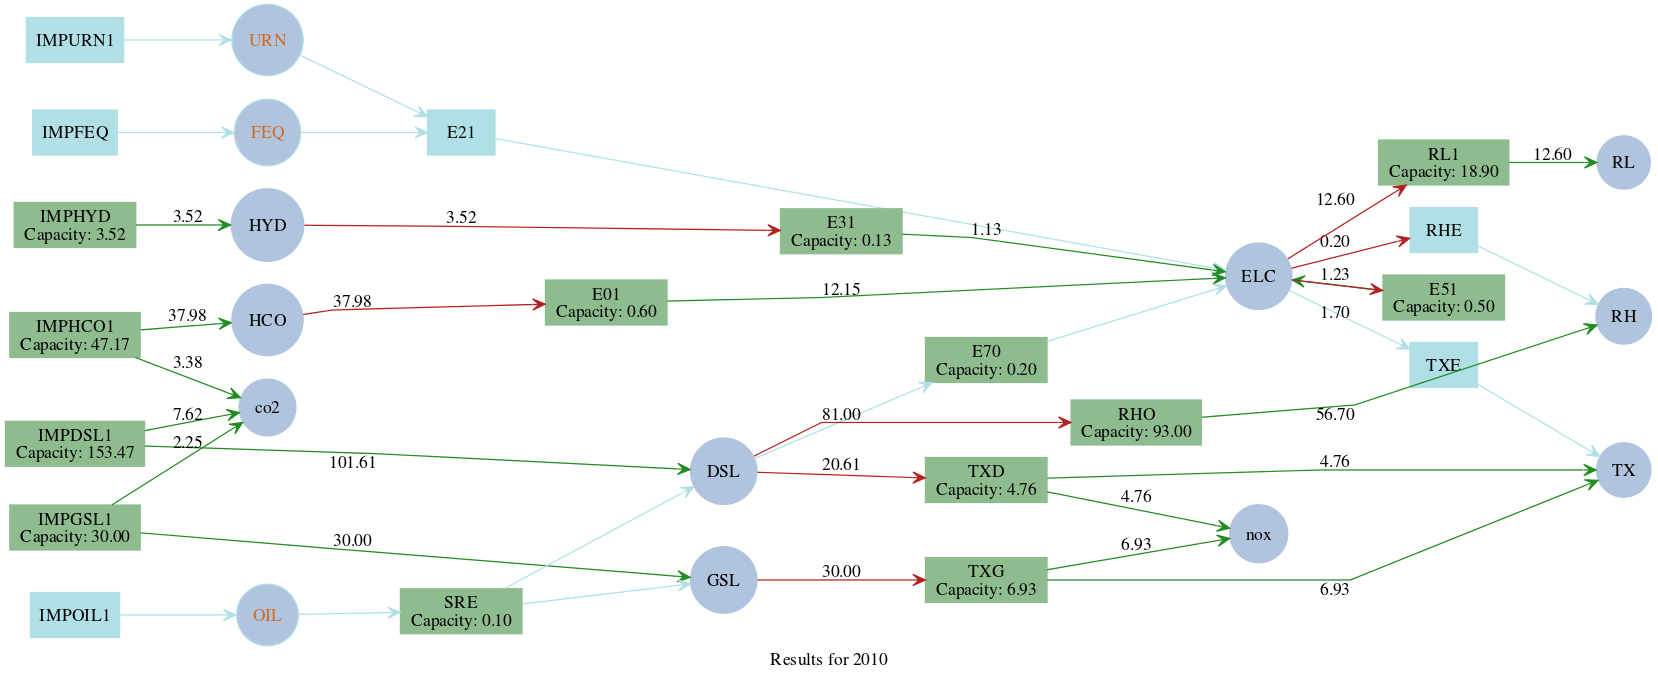 IMPURN1
URN
IMPFEQ
FEQ
E21
RL1
Capacity: 18.90
12.60
RL
12.60
IMPHYD
Capacity: 3.52
3.52
HYD
3.52
E31
Capacity: 0.13
1.13
0.20
RHE
ELC
1.23
E51
Capacity: 0.50
1.70
RH
IMPHCO1
Capacity: 47.17
37.98
HCO
37.98
E01
Capacity: 0.60
12.15
3.38
co2
E70
Capacity: 0.20
TXE
IMPDSL1
Capacity: 153.47
7.62
2.25
101.61
81.00
RHO
Capacity: 93.00
56.70
DSL
20.61
TXD
Capacity: 4.76
4.76
4.76
TX
IMPGSL1
Capacity: 30.00
30.00
nox
GSL
30.00
TXG
Capacity: 6.93
6.93
6.93
IMPOIL1
OIL
SRE
Capacity: 0.10
Results for 2010